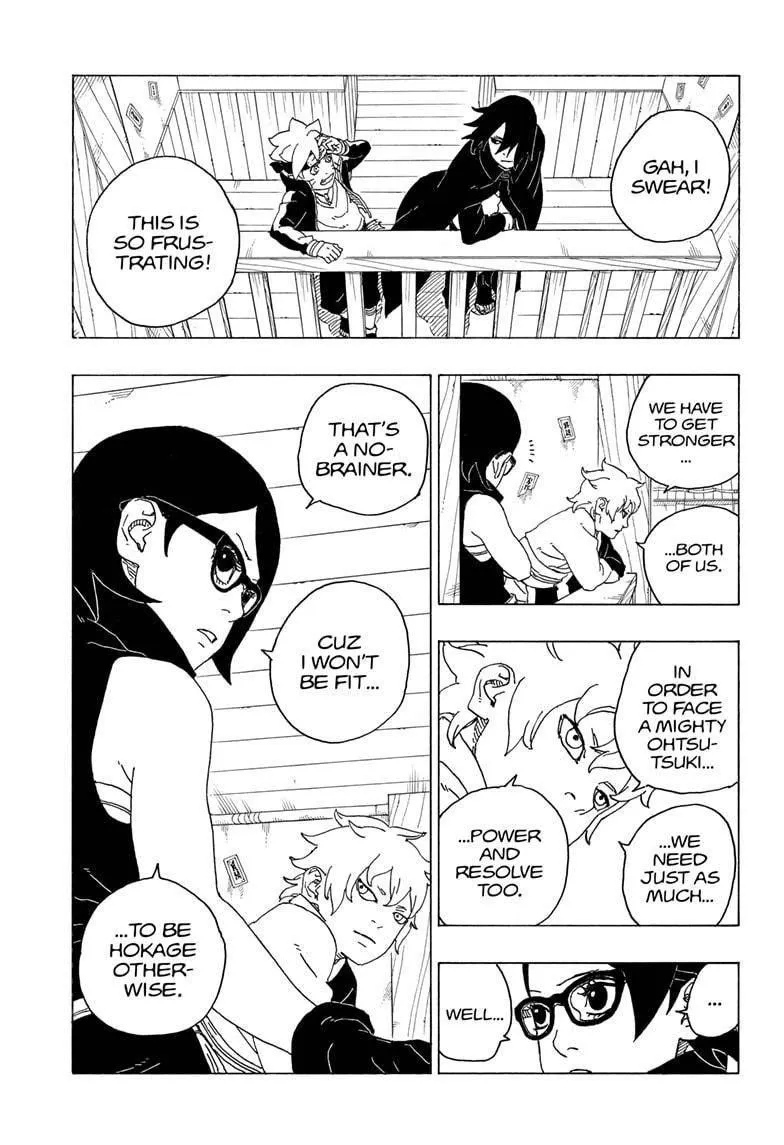 GAH, I
SWEAR!
THIS IS
SO FRUS-
TRATING!
WE HAVE
TO GET
STRONGER
...
...BOTH
OF US.
IN
ORDER
TO FACE
A MIGHTY
OHTSU-
TSUKI...
...WE
NEED
JUST AS
MUCH...
...POWER
AND
RESOLVE
TOO.
...
WELL...
THAT'S
A NO-
BRAINER.
CUZ
I WON'T
BE FIT...
...TO BE
HOKAGE
OTHER-
WISE.